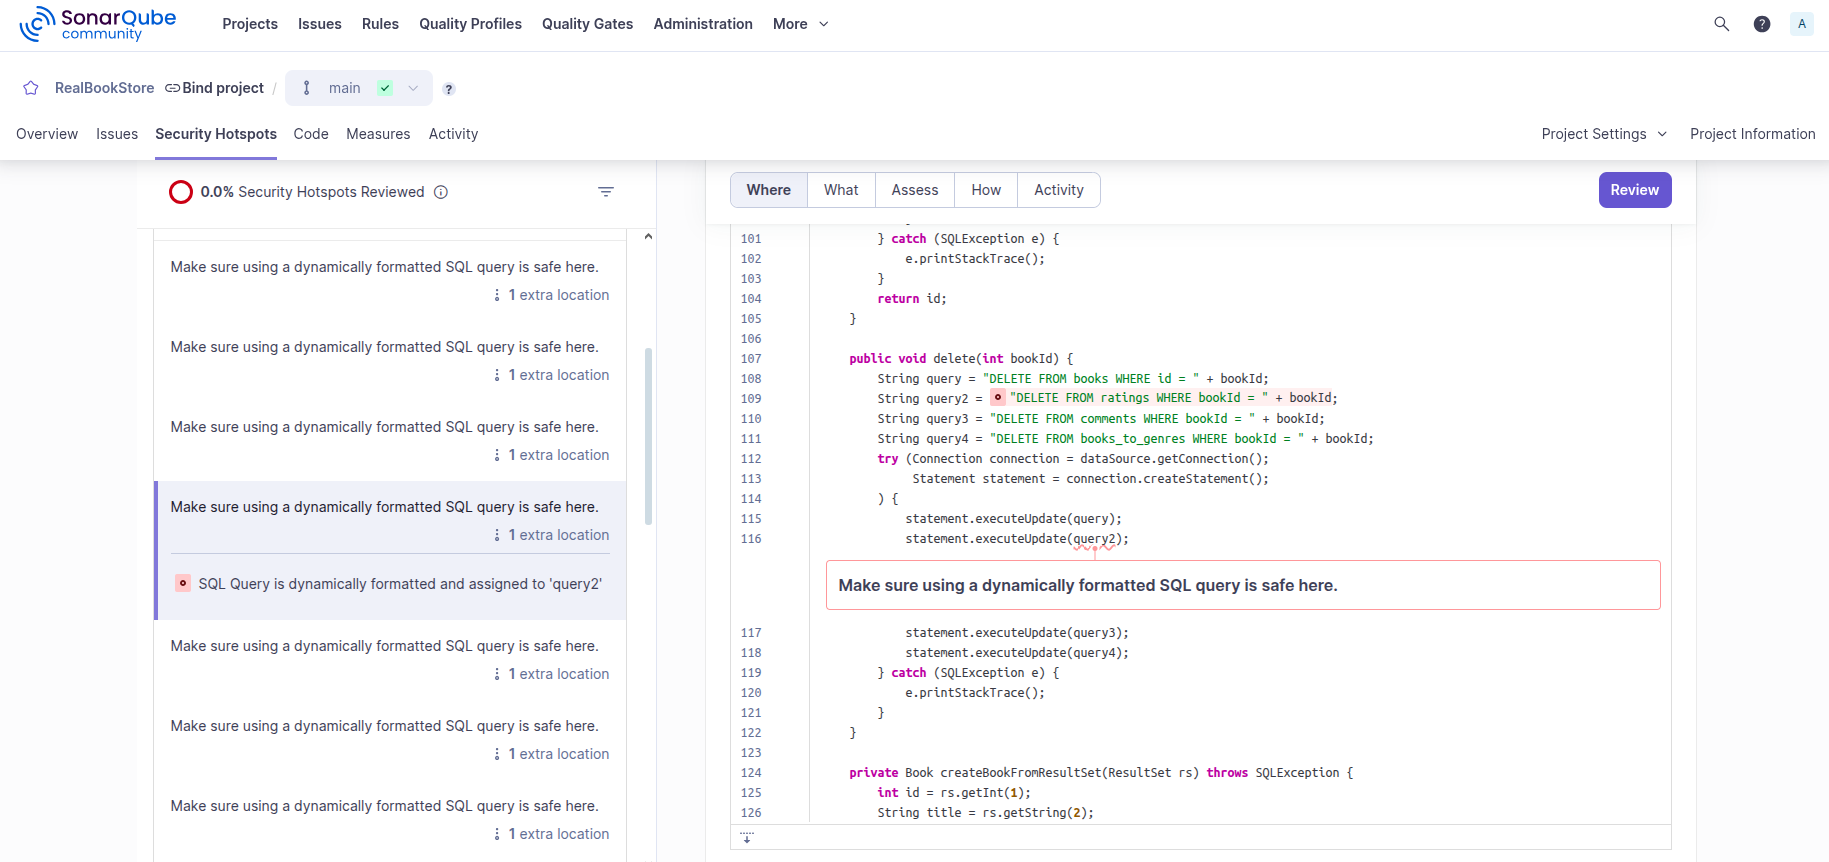 SonarQube community
Projects Issues Rules Quality Profiles Quality Gates Administration More
? A
RealBookStore Bind project / main ?
Overview Issues Security Hotspots Code Measures Activity
Project Settings Project Information
0.0% Security Hotspots Reviewed
Make sure using a dynamically formatted SQL query is safe here.
1 extra location
Make sure using a dynamically formatted SQL query is safe here.
1 extra location
Make sure using a dynamically formatted SQL query is safe here.
1 extra location
Make sure using a dynamically formatted SQL query is safe here.
1 extra location
SQL Query is dynamically formatted and assigned to 'query2'
Make sure using a dynamically formatted SQL query is safe here.
1 extra location
Make sure using a dynamically formatted SQL query is safe here.
1 extra location
Make sure using a dynamically formatted SQL query is safe here.
1 extra location
Where What Assess How Activity
Review
101 } catch (SQLException e) {
102 e.printStackTrace();
103 }
104 return id;
105 }
106
107 public void delete(int bookId) {
108 String query = "DELETE FROM books WHERE id = " + bookId;
109 String query2 = "DELETE FROM ratings WHERE bookId = " + bookId;
110 String query3 = "DELETE FROM comments WHERE bookId = " + bookId;
111 String query4 = "DELETE FROM books_to_genres WHERE bookId = " + bookId;
112 try (Connection connection = dataSource.getConnection();
113 Statement statement = connection.createStatement();
114 ) {
115 statement.executeUpdate(query);
116 statement.executeUpdate(query2);
Make sure using a dynamically formatted SQL query is safe here.
117 statement.executeUpdate(query3);
118 statement.executeUpdate(query4);
119 } catch (SQLException e) {
120 e.printStackTrace();
121 }
122 }
123
124 private Book createBookFromResultSet(ResultSet rs) throws SQLException {
125 int id = rs.getInt(1);
126 String title = rs.getString(2);